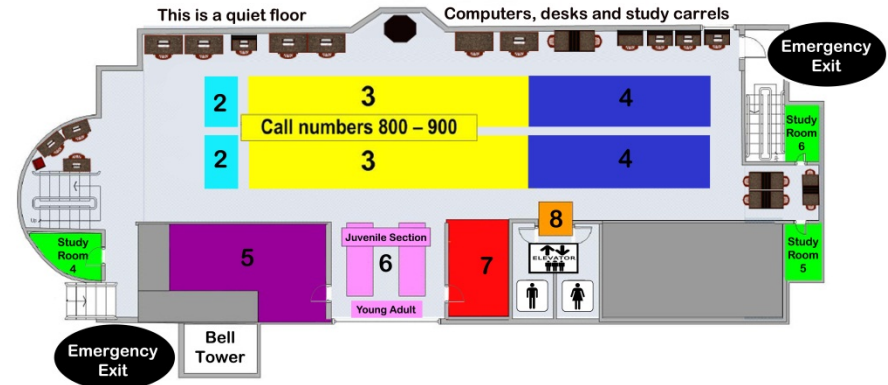 This is a quiet floor
Computers, desks and study carrels
Emergency
Exit
2
3
4
Call numbers 800 – 900
2
3
4
Study
Room
6
Study
Room
4
5
Juvenile Section
6
Young Adult
7
8
ELEVATOR
Study
Room
5
Bell
Tower
Emergency
Exit